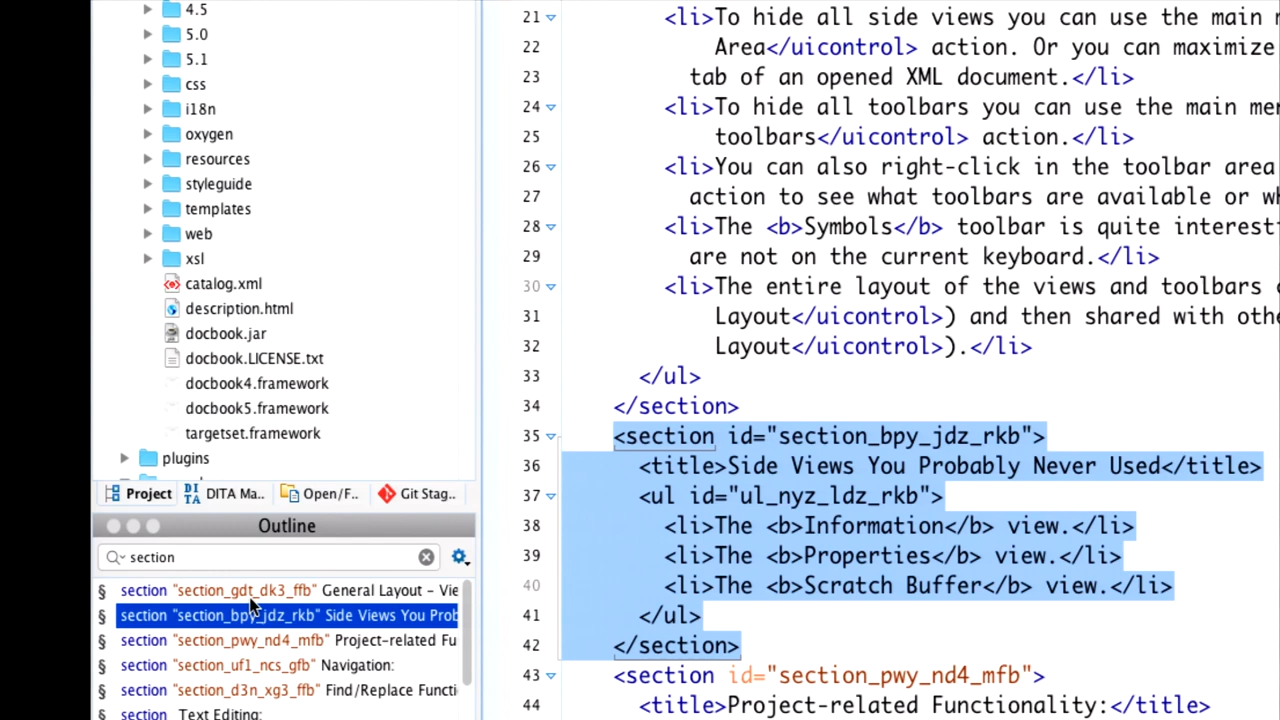 4.5
5.0
5.1
css
i18n
oxygen
resources
styleguide
templates
web
xsl
catalog.xml
description.html
docbook.jar
docbook.LICENSE.txt
docbook4.framework
docbook5.framework
targetset.framework
plugins
Project
DITA Ma..
Open/F..
Git Stag..
Outline
section
§ section "section_gdt_dk3_ffb" General Layout - Vie
§ section "section_bpy_jdz_rkb" Side Views You Prob
§ section "section_pwy_nd4_mfb" Project-related Fu
§ section "section_uf1_ncs_gfb" Navigation:
§ section "section_d3n_xg3_ffb" Find/Replace Functi
§ section Text Editing:
21 <li>To hide all side views you can use the main
22 Area</uicontrol> action. Or you can maximize
23 tab of an opened XML document.</li>
24 <li>To hide all toolbars you can use the main me
25 toolbars</uicontrol> action.</li>
26 <li>You can also right-click in the toolbar area
27 action to see what toolbars are available or wh
28 <li>The <b>Symbols</b> toolbar is quite interest
29 are not on the current keyboard.</li>
30 <li>The entire layout of the views and toolbars
31 Layout</uicontrol>) and then shared with othe
32 Layout</uicontrol>).</li>
33 </ul>
34 </section>
35 <section id="section_bpy_jdz_rkb">
36 <title>Side Views You Probably Never Used</title>
37 <ul id="ul_nyz_ldz_rkb">
38 <li>The <b>Information</b> view.</li>
39 <li>The <b>Properties</b> view.</li>
40 <li>The <b>Scratch Buffer</b> view.</li>
41 </ul>
42 </section>
43 <section id="section_pwy_nd4_mfb">
44 <title>Project-related Functionality:</title>